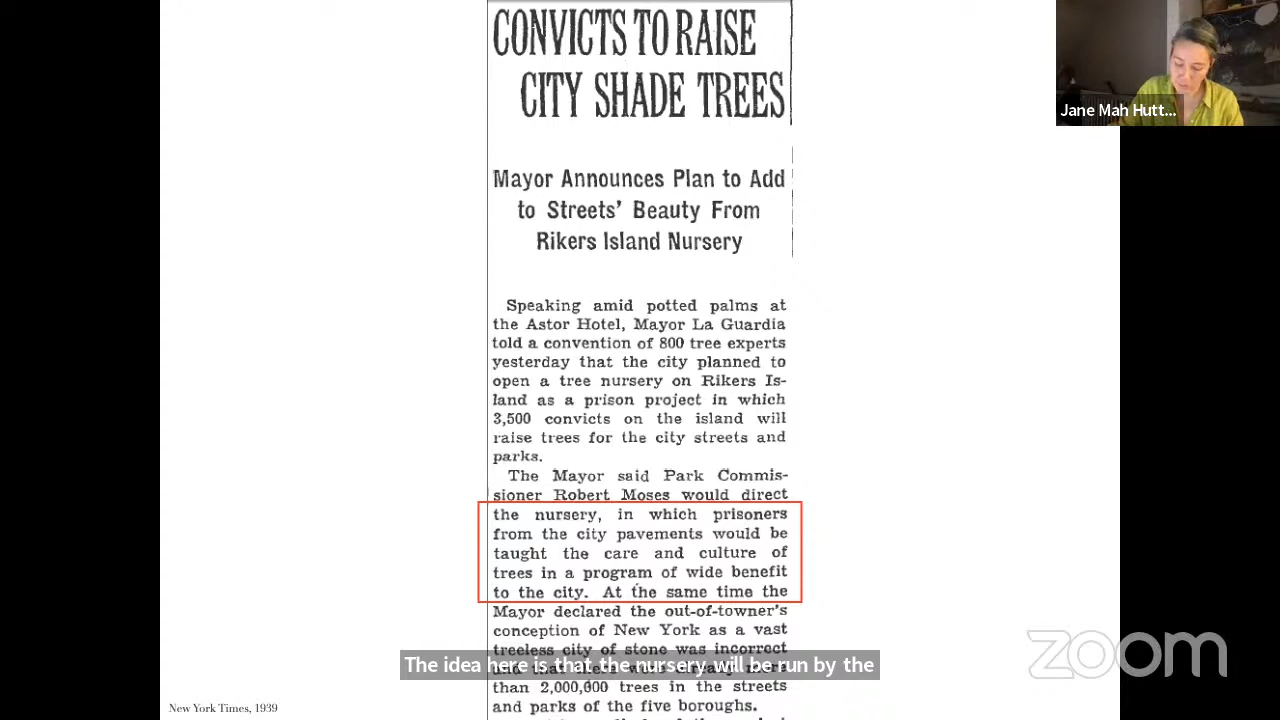 CONVICTS TO RAISE
CITY SHADE TREES
Mayor Announces Plan to Add
to Streets' Beauty From
Rikers Island Nursery
Speaking amid potted palms at
the Astor Hotel, Mayor La Guardia
told a convention of 800 tree experts
yesterday that the city planned to
open a tree nursery on Rikers Is-
land as a prison project in which
3,500 convicts on the island will
raise trees for the city streets and
parks.
The Mayor said Park Commis-
sioner Robert Moses would direct
the nursery, in which prisoners
from the city pavements would be
taught the care and culture of
trees in a program of wide benefit
to the city. At the same time the
Mayor declared the out-of-towner's
conception of New York as a vast
treeless city of stone was incorrect
than 2,000,000 trees in the streets
and parks of the five boroughs.
The idea here is that the nursery will be run by the
New York Times, 1939
Jane Mah Hutt...
zoom